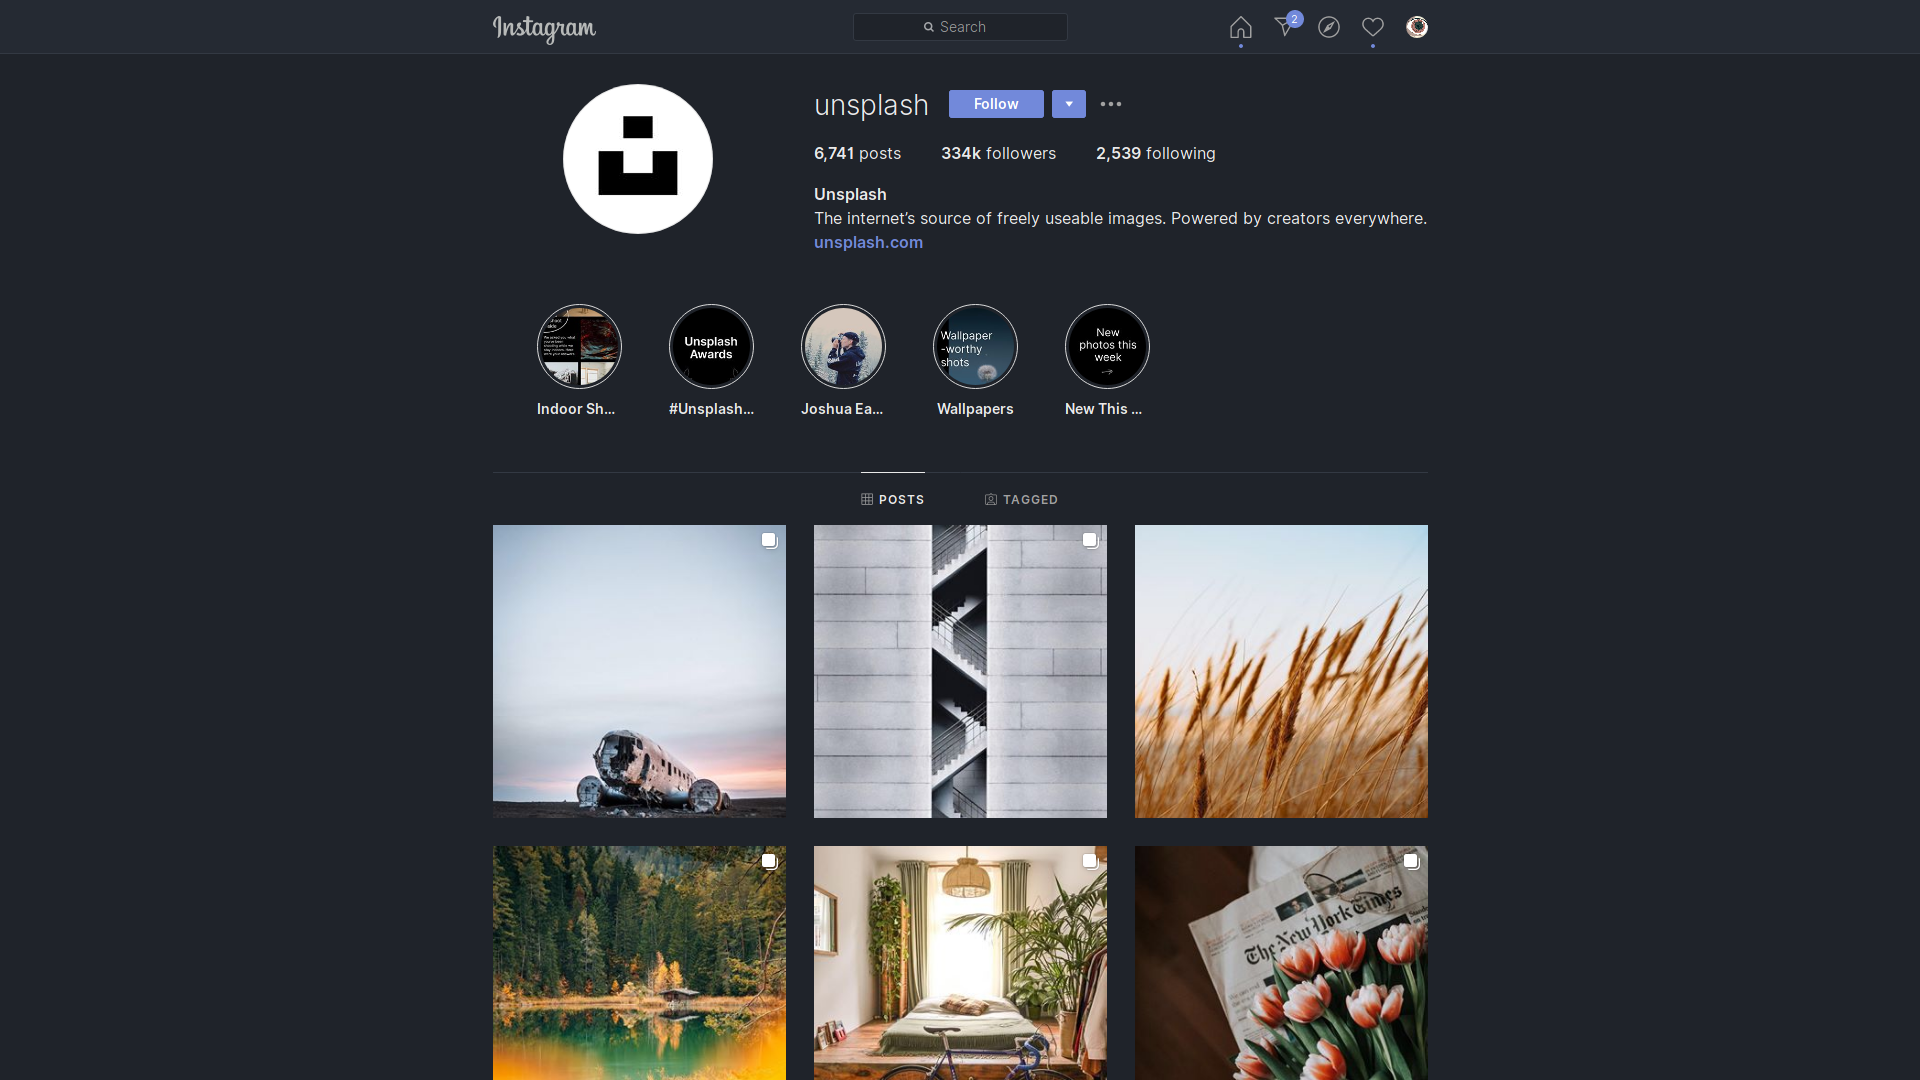 Instagram
Search
2
unsplash
Follow
6,741 posts
334k followers
2,539 following
Unsplash
The internet’s source of freely useable images. Powered by creators everywhere.
unsplash.com
Unsplash
Awards
Wallpaper
-worthy
shots
New
photos this
week
Indoor Sh...
#Unsplash...
Joshua Ea...
Wallpapers
New This ...
POSTS
TAGGED
The New York Times